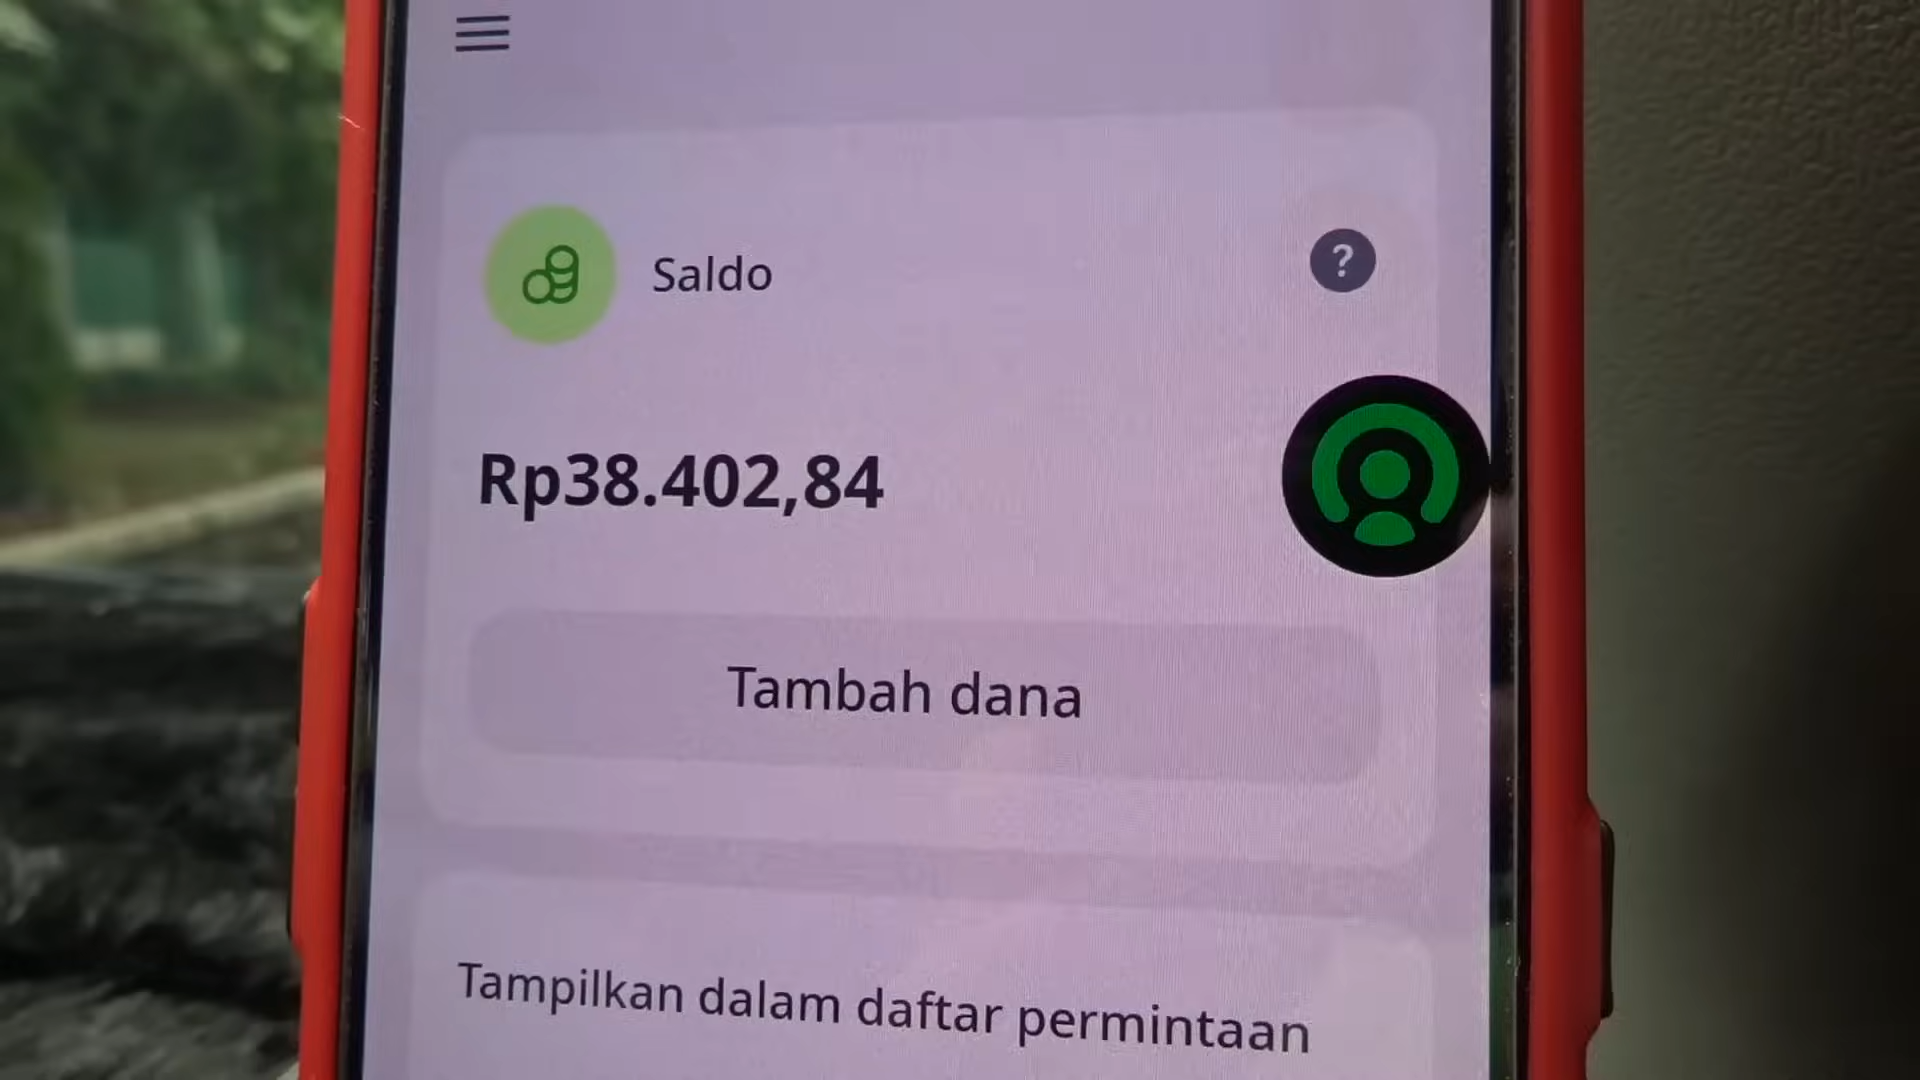 Saldo
?
Rp38.402,84
Tambah dana
Tampilkan dalam daftar permintaan